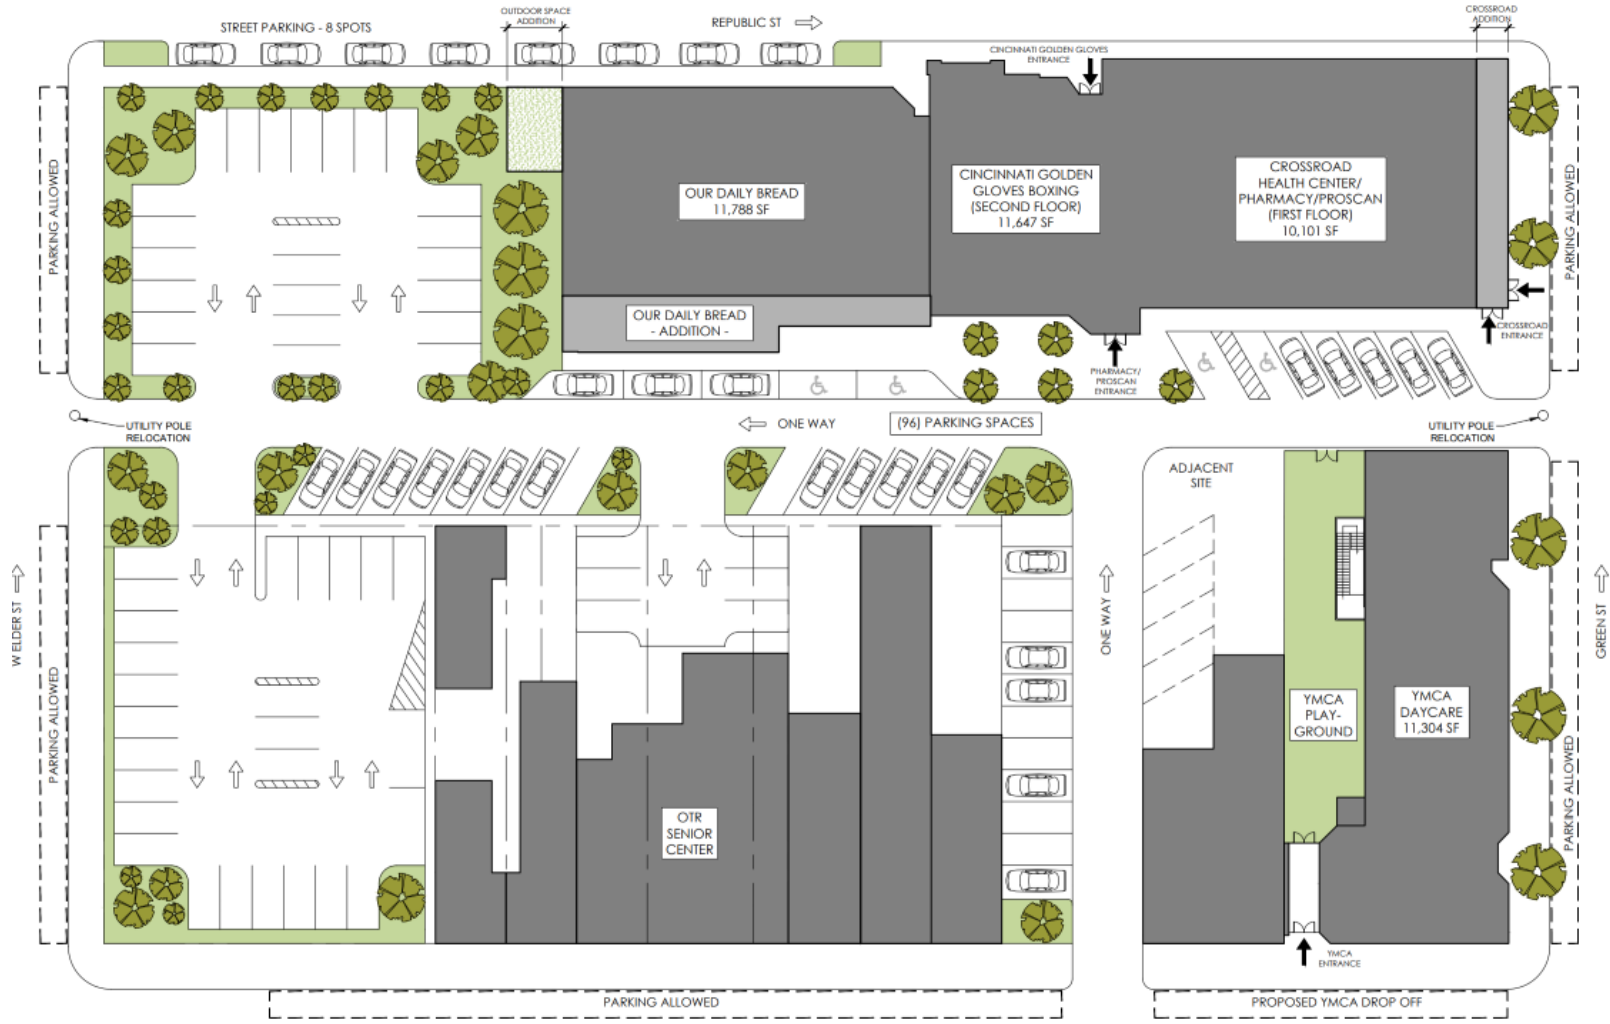 OUTDOOR SPACE
ADDITION
CROSSROAD
ADDITION
STREET PARKING - 8 SPOTS
REPUBLIC ST
CINCINNATI GOLDEN GLOVES
ENTRANCE
PARKING ALLOWED
OUR DAILY BREAD
11,788 SF
CINCINNATI GOLDEN
GLOVES BOXING
(SECOND FLOOR)
11,647 SF
CROSSROAD
HEALTH CENTER/
PHARMACY/PROSCAN
(FIRST FLOOR)
10,101 SF
PARKING ALLOWED
OUR DAILY BREAD
- ADDITION -
CROSSROAD
ENTRANCE
PHARMACY/
PROSCAN
ENTRANCE
UTILITY POLE
RELOCATION
ONE WAY
(96) PARKING SPACES
UTILITY POLE
RELOCATION
ADJACENT
SITE
W ELDER ST
PARKING ALLOWED
ONE WAY
GREEN ST
PARKING ALLOWED
YMCA
PLAY-
GROUND
YMCA
DAYCARE
11,304 SF
OTR
SENIOR
CENTER
YMCA
ENTRANCE
PARKING ALLOWED
PROPOSED YMCA DROP OFF